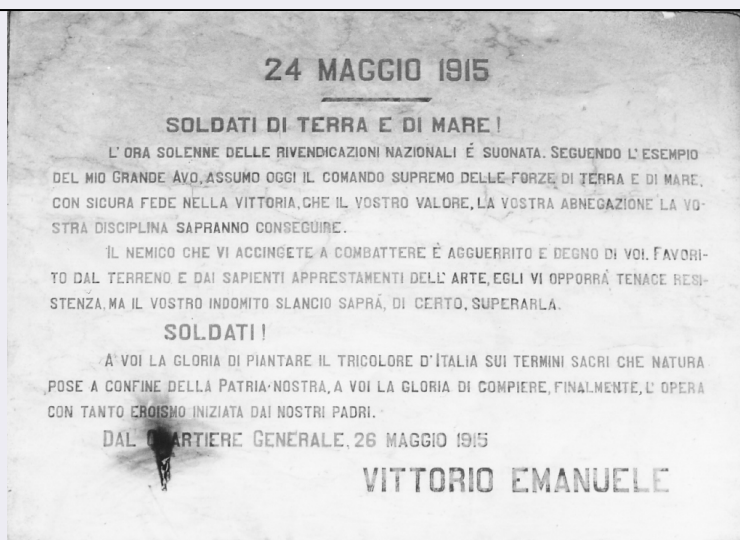 24 MAGGIO 1915
SOLDATI DI TERRA E DI MARE!
L'ORA SOLENNE DELLE RIVENDICAZIONI NAZIONALI É SUONATA. SEGUENDO L'ESEMPIO
DEL MIO GRANDE AVO, ASSUMO OGGI IL COMANDO SUPREMO DELLE FORZE DI TERRA E DI MARE,
CON SICURA FEDE NELLA VITTORIA, CHE IL VOSTRO VALORE, LA VOSTRA ABNEGAZIONE LA VO-
STRA DISCIPLINA SAPRANNO CONSEGUIRE.
IL NEMICO CHE VI ACCINGETE A COMBATTERE È AGGUERRITO E DEGNO DI VOI. FAVORI-
TO DAL TERRENO E DAI SAPIENTI APPRESTAMENTI DELL'ARTE, EGLI VI OPPORRÁ TENACE RESI-
STENZA, MA IL VOSTRO INDOMITO SLANCIO SAPRÁ, DI CERTO, SUPERARLA.
SOLDATI!
A VOI LA GLORIA DI PIANTARE IL TRICOLORE D'ITALIA SUI TERMINI SACRI CHE NATURA
POSE A CONFINE DELLA PATRIA NOSTRA, A VOI LA GLORIA DI COMPIERE, FINALMENTE, L'OPERA
CON TANTO EROISMO INIZIATA DAI NOSTRI PADRI.
DAL QUARTIERE GENERALE, 26 MAGGIO 1915
VITTORIO EMANUELE